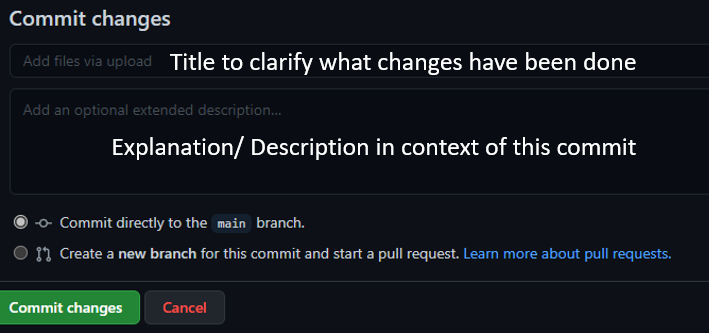 Commit changes
Add files via upload Title to clarify what changes have been done
Add an optional extended description...
Explanation/ Description in context of this commit
Commit directly to the main branch.
Create a new branch for this commit and start a pull request. Learn more about pull requests.
Commit changes Cancel